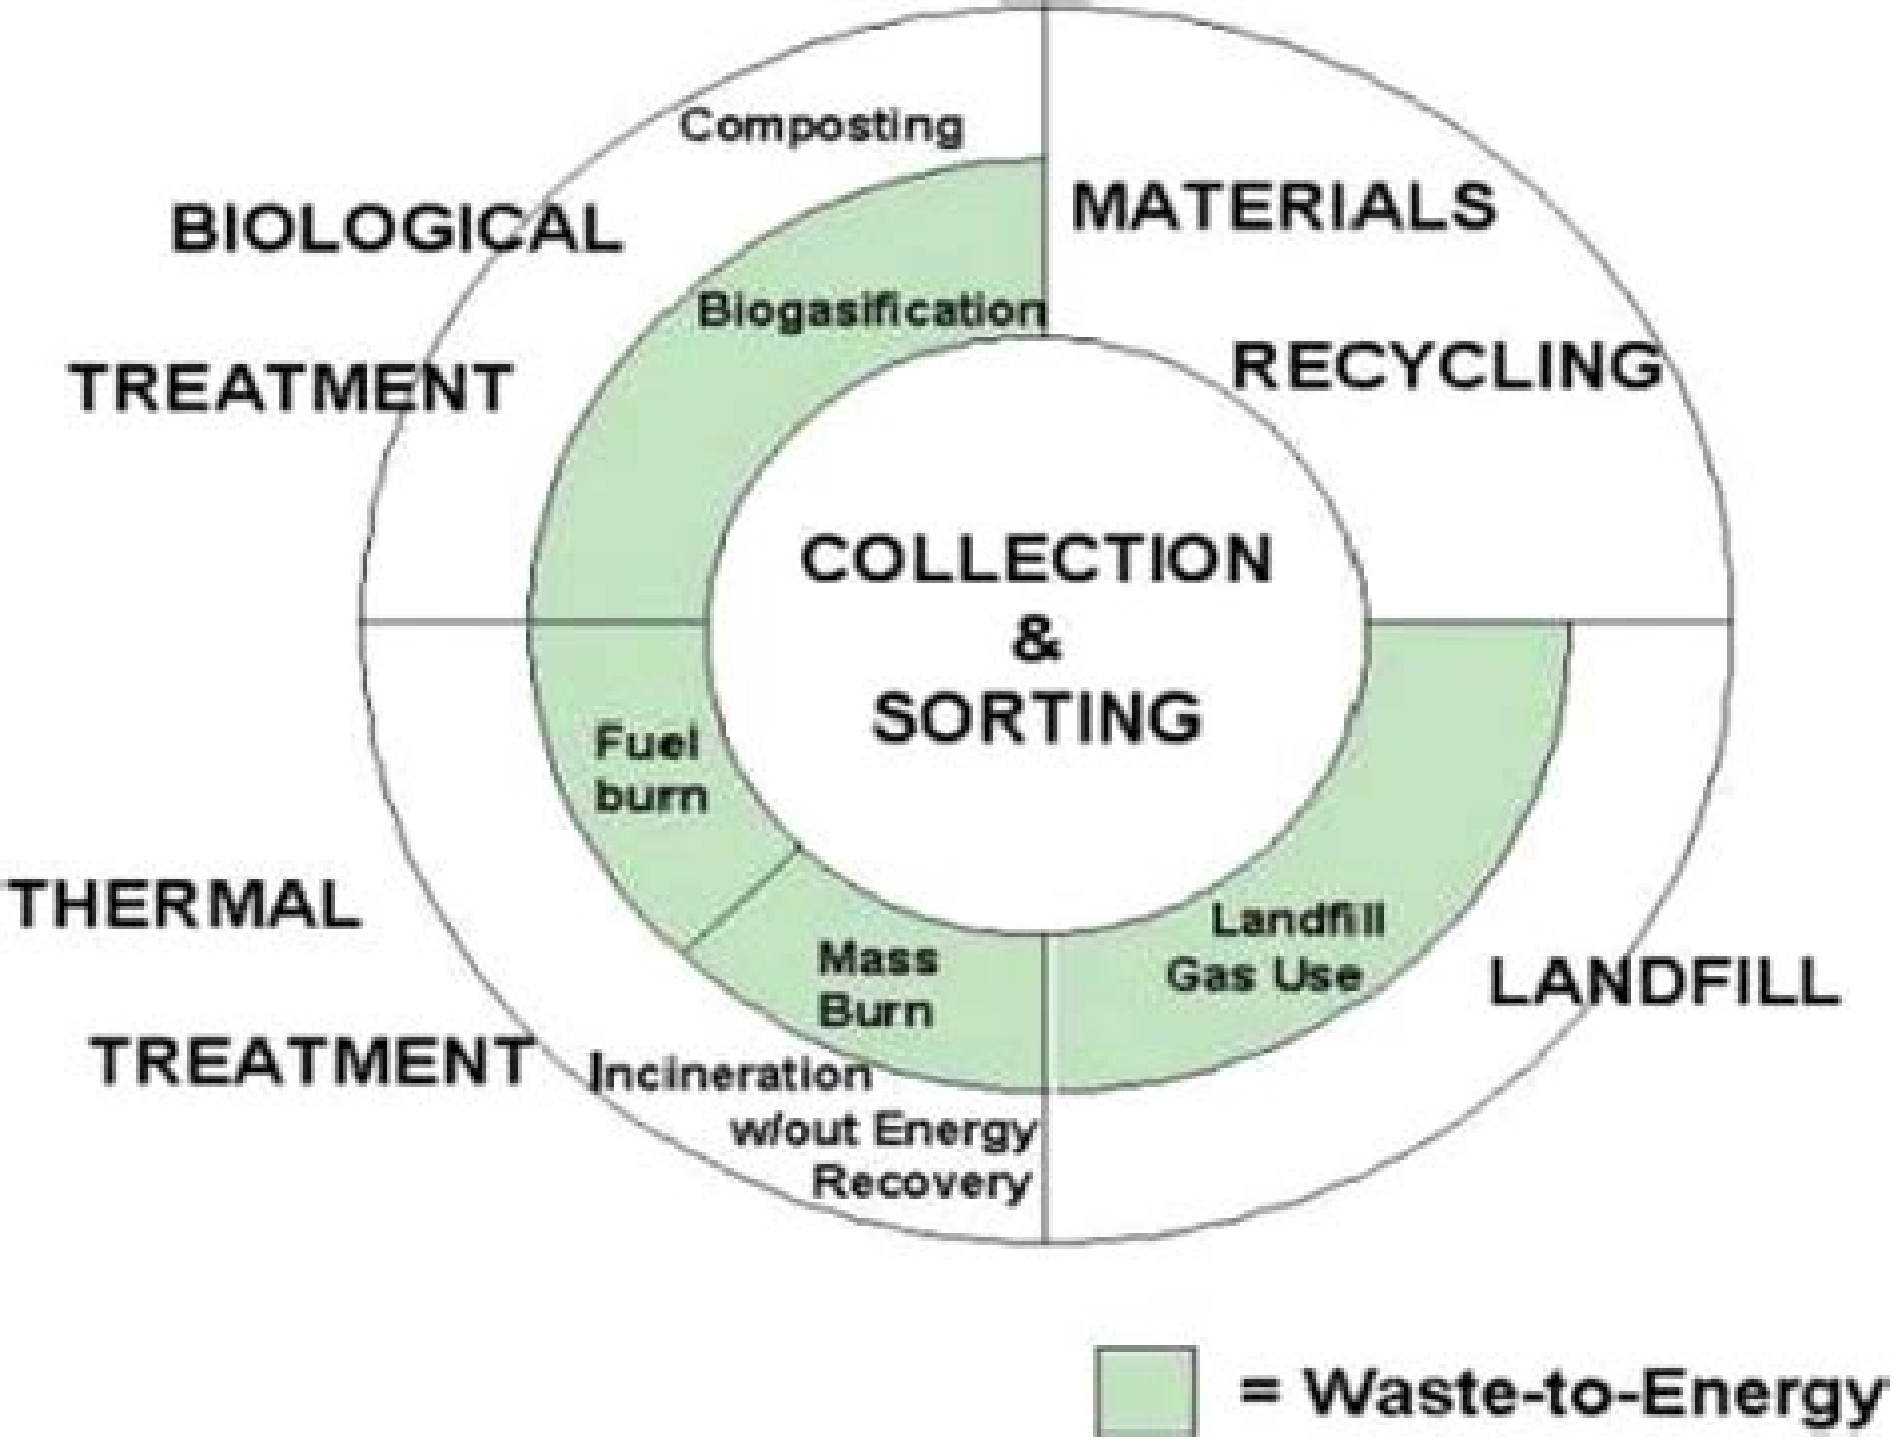 Composting
BIOLOGICAL
TREATMENT
Biogasification
MATERIALS
RECYCLING
COLLECTION
&
SORTING
Fuel
burn
Mass
Burn
THERMAL
TREATMENT
Incineration
w/out Energy
Recovery
Landfill
Gas Use
LANDFILL
= Waste-to-Energy